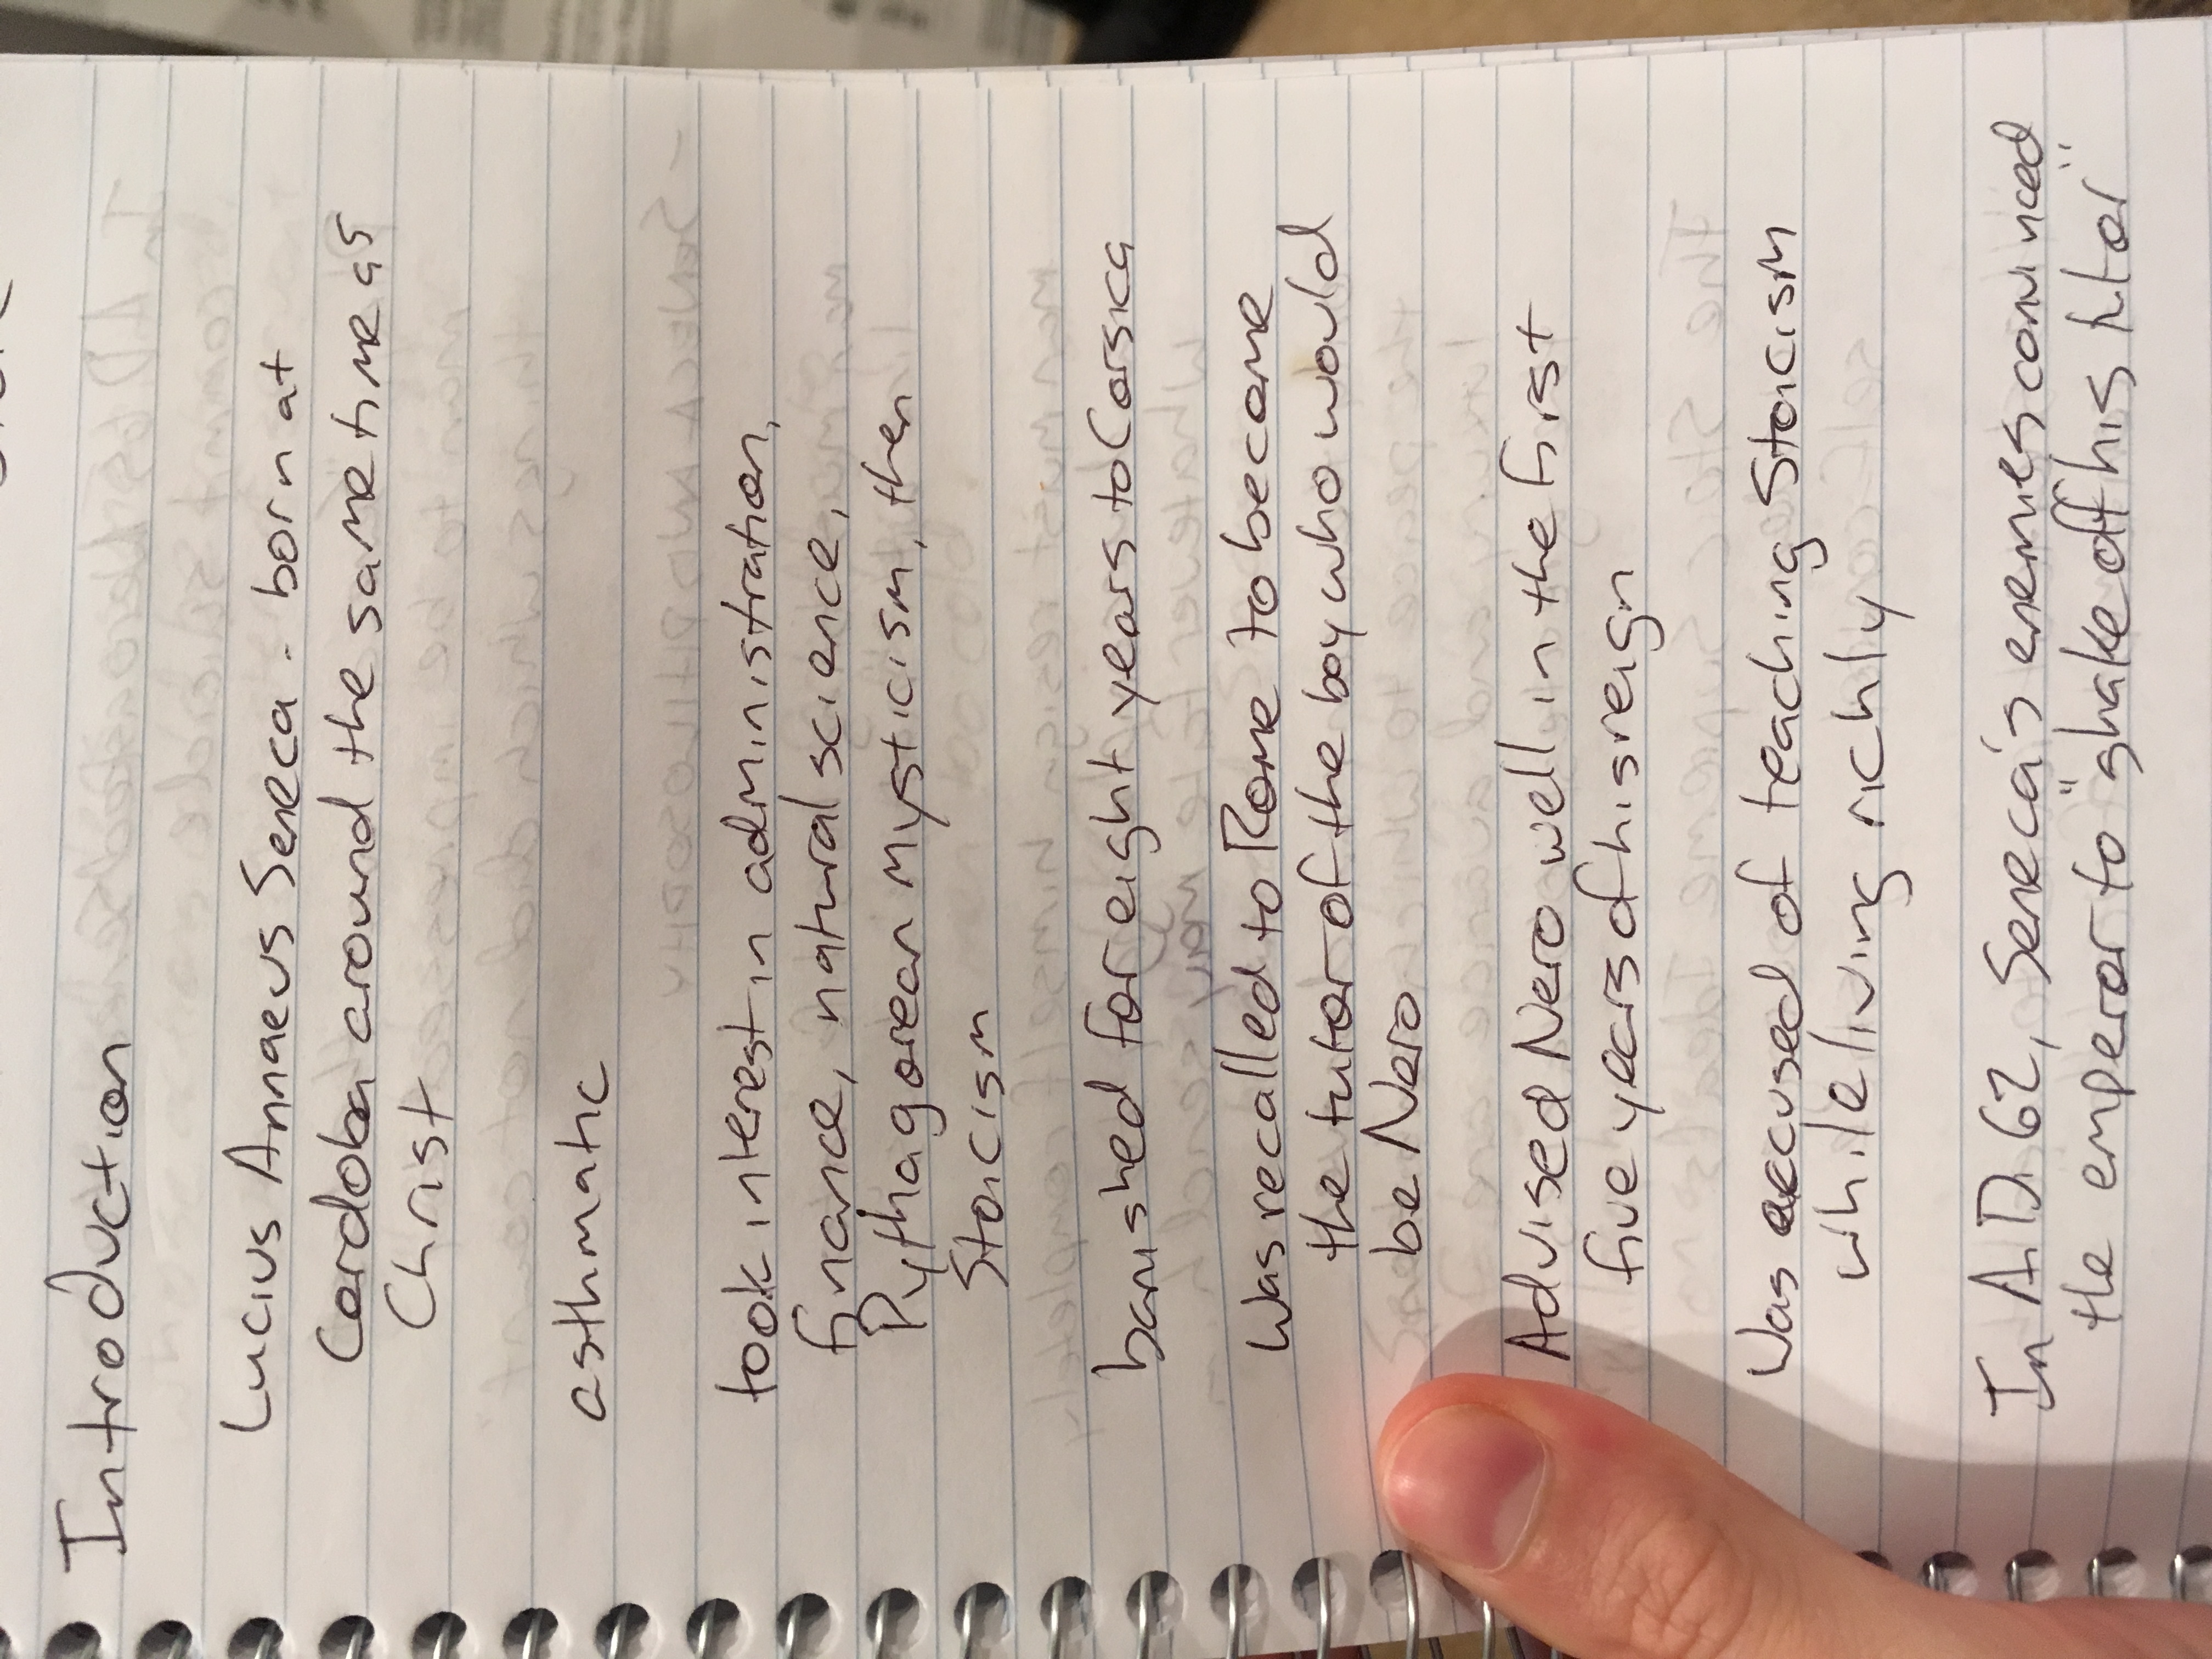 Introduction
Lucius Annaeus Seneca - born at
Cordoba around the same time as
Christ
asthmatic
took interest in administration,
finance, natural science,
Pythagorean Mysticism, then
Stoicism
banished for eight years to Corsica
Was recalled to Rome to become
the tutor of the boy who would
be Nero
Advised Nero well in the first
five years of his reign
Was accused of teaching Stoicism
while living richly
In A.D. 62, Seneca's enemies convinced
the emperor to "shake off his tutor"